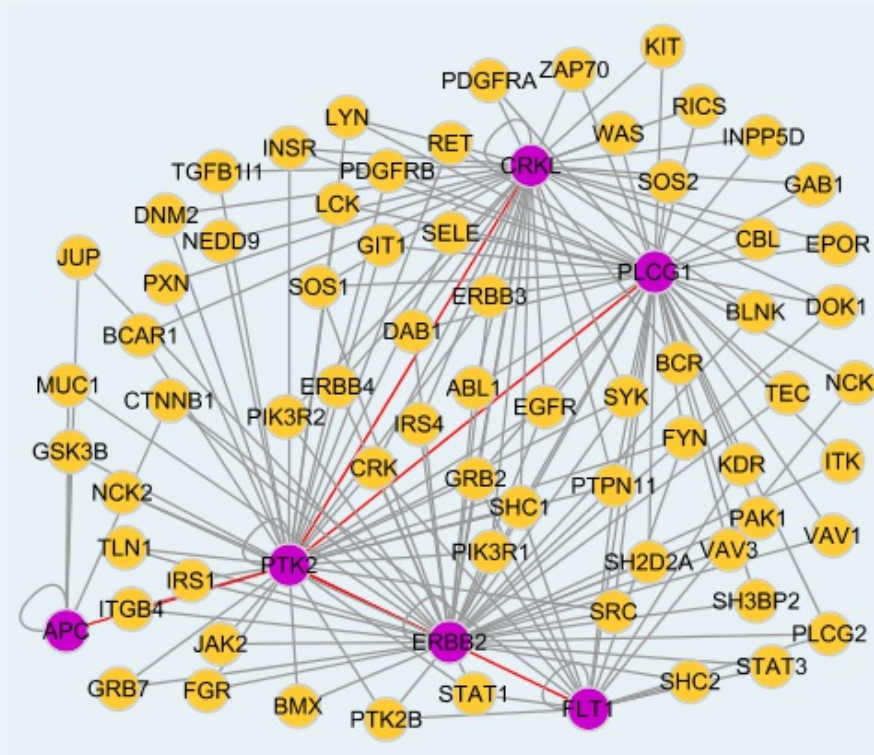 KIT
ZAP70
PDGFRA
RICS
LYN
WAS
INPP5D
RET
INSR
CRKL
TGFB1I1
PDGFRB
SOS2
GAB1
LCK
DNM2
SELE
NEDD9
GIT1
CBL
EPOR
JUP
PLCG1
PXN
SOS1
ERBB3
BLNK
DOK1
BCAR1
DAB1
BCR
MUC1
CTNNB1
ERBB4
ABL1
EGFR
SYK
TEC
NCK
PIK3R2
IRS4
FYN
GSK3B
CRK
KDR
ITK
NCK2
GRB2
PTPN11
SHC1
PAK1
TLN1
PIK3R1
VAV3
VAV1
PTK2
SH2D2A
IRS1
ITGB4
SRC
SH3BP2
APC
JAK2
ERBB2
PLCG2
STAT3
GRB7
FGR
STAT1
SHC2
BMX
PTK2B
FLT1